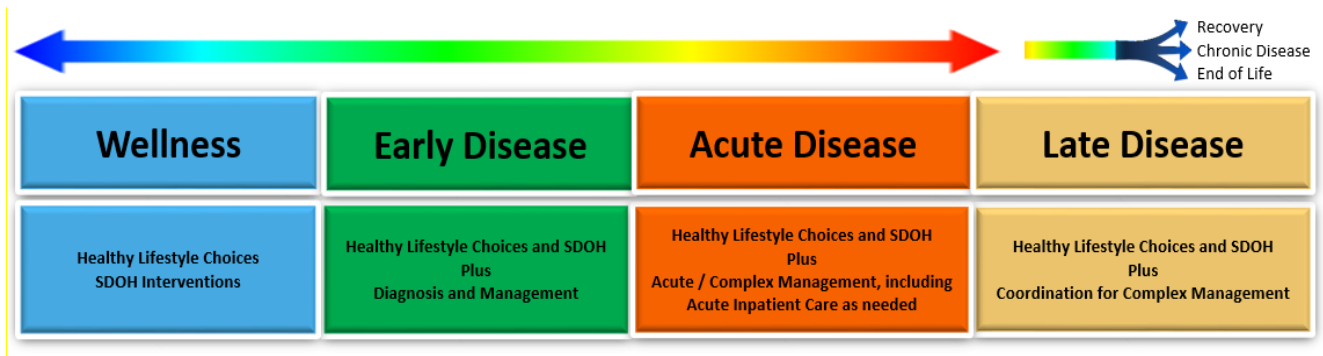 Recovery
Chronic Disease
End of Life
Wellness
Early Disease
Acute Disease
Late Disease
Healthy Lifestyle Choices
SDOH Interventions
Healthy Lifestyle Choices and SDOH
Plus
Diagnosis and Management
Healthy Lifestyle Choices and SDOH
Plus
Acute / Complex Management, including
Acute Inpatient Care as needed
Healthy Lifestyle Choices and SDOH
Plus
Coordination for Complex Management